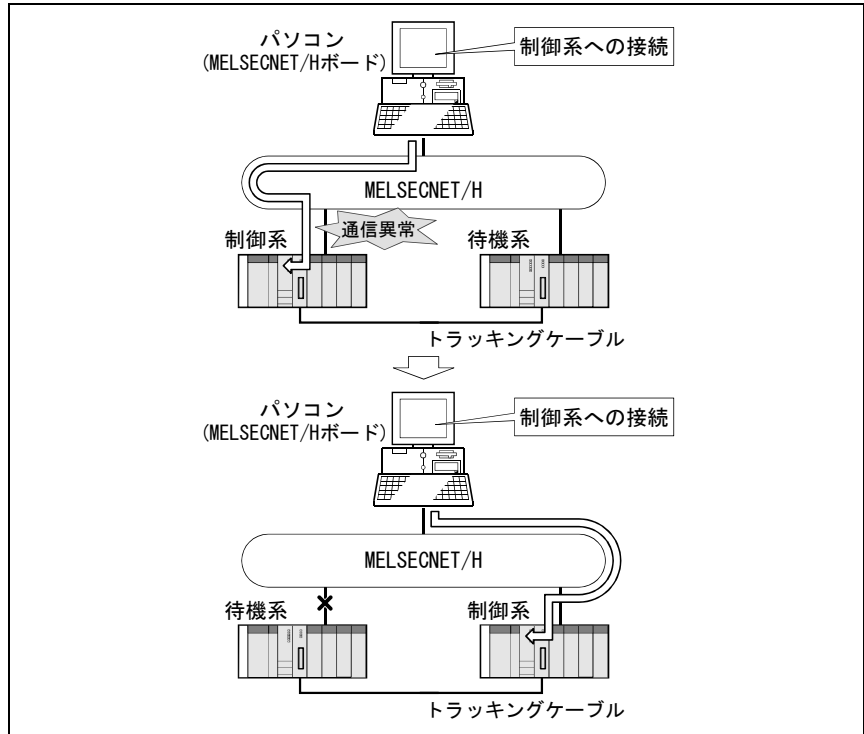 パソコン
(MELSECNET/Hボード)
制御系への接続
MELSECNET/H
通信異常
制御系
待機系
トラッキングケーブル
パソコン
(MELSECNET/Hボード)
制御系への接続
MELSECNET/H
待機系
制御系
トラッキングケーブル